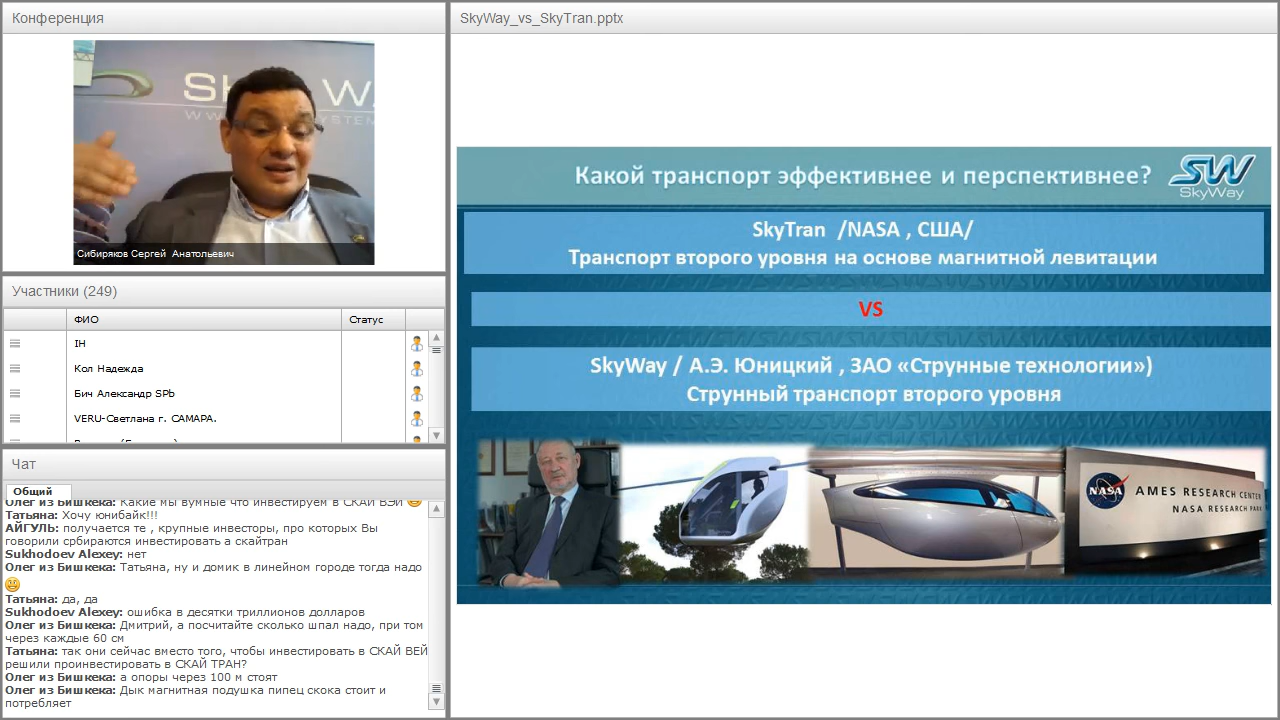 Конференция
SKYWA
WW
YSTEM
Сибиряков Сергей Анатольевич
Участники (249)
ФИО Статус
IH
Кол Надежда
Бич Александр SPb
VERU-Светлана г. САМАРА.
Чат
Общий
Олег из Бишкека: Какие мы вумные что инвестируем в СКАЙ ВЭЙ
Татьяна: Хочу юнибайк!!!
АЙГУЛЬ: получается те , крупные инвесторы, про которых Вы
говорили србираются инвестировать а скайтран
Sukhodoev Alexey: нет
Олег из Бишкека: Татьяна, ну и домик в линейном городе тогда надо
Татьяна: да, да
Sukhodoev Alexey: ошибка в десятки триллионов долларов
Олег из Бишкека: Дмитрий, а посчитайте сколько шпал надо, при том
через каждые 60 см
Татьяна: так они сейчас вместо того, чтобы инвестировать в СКАЙ ВЕЙ
решили проинвестировать в СКАЙ ТРАН?
Олег из Бишкека: а опоры через 100 м стоят
Олег из Бишкека: Дык магнитная подушка пипец скока стоит и
потребляет
SkyWay_vs_SkyTran.pptx
Какой транспорт эффективнее и перспективнее?
SW
SkyWay
SkyTran /NASA , США/
Транспорт второго уровня на основе магнитной левитации
VS
SkyWay / А.Э. Юницкий , ЗАО «Струнные технологии»)
Струнный транспорт второго уровня
NASA
AMES RESEARCH CENTER
NASA RESEARCH PARK